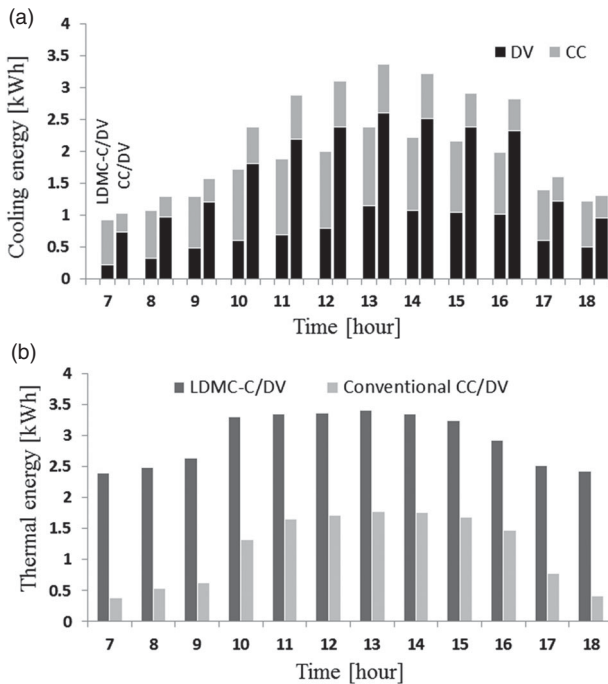 (a)
4
3.5
3
2.5
2
1.5
1
0.5
0
Cooling energy [kWh]
DV CC
LDMC-C/DV
CC/DV
7 8 9 10 11 12 13 14 15 16 17 18
Time [hour]
(b)
4
3.5
3
2.5
2
1.5
1
0.5
0
Thermal energy [kWh]
LDMC-C/DV Conventional CC/DV
7 8 9 10 11 12 13 14 15 16 17 18
Time [hour]